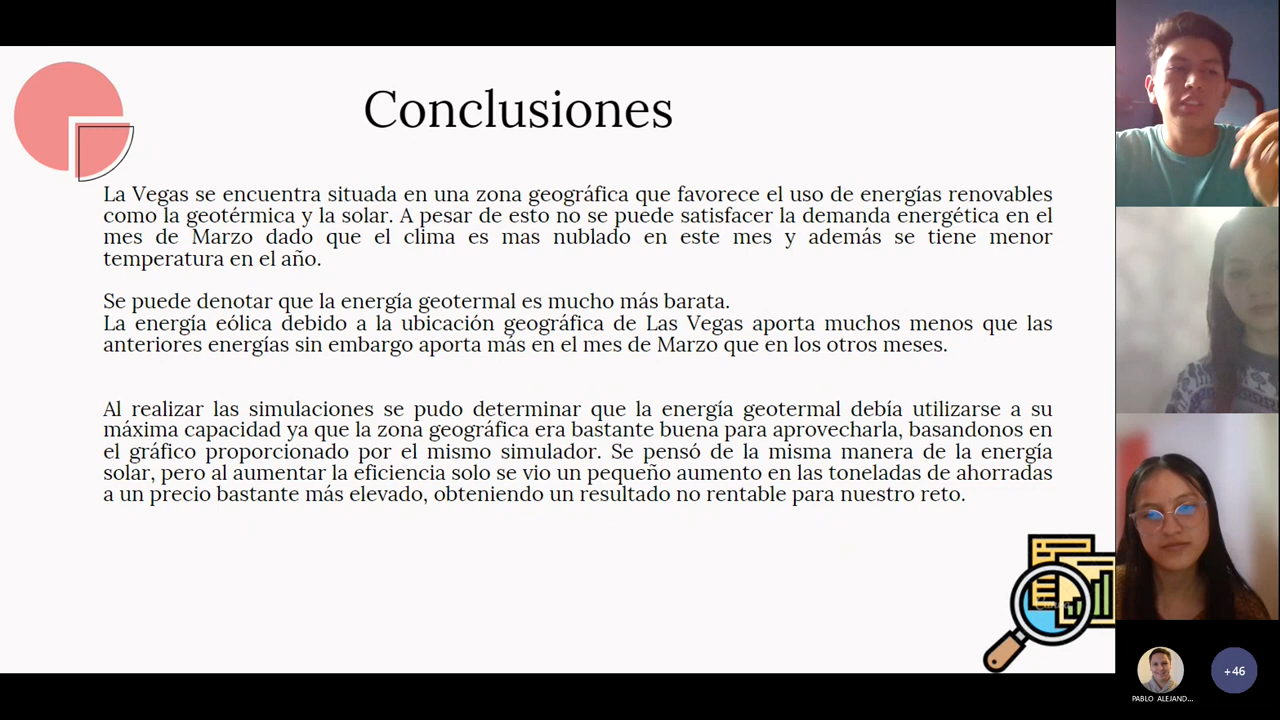 Conclusiones
La Vegas se encuentra situada en una zona geográfica que favorece el uso de energías renovables
como la geotérmica y la solar. A pesar de esto no se puede satisfacer la demanda energética en el
mes de Marzo dado que el clima es mas nublado en este mes y además se tiene menor
temperatura en el año.
Se puede denotar que la energía geotermal es mucho más barata.
La energía eólica debido a la ubicación geográfica de Las Vegas aporta muchos menos que las
anteriores energías sin embargo aporta más en el mes de Marzo que en los otros meses.
Al realizar las simulaciones se pudo determinar que la energía geotermal debía utilizarse a su
máxima capacidad ya que la zona geográfica era bastante buena para aprovecharla, basandonos en
el gráfico proporcionado por el mismo simulador. Se pensó de la misma manera de la energía
solar, pero al aumentar la eficiencia solo se vio un pequeño aumento en las toneladas de ahorradas
a un precio bastante más elevado, obteniendo un resultado no rentable para nuestro reto.
PABLO ALEJAND...
+46